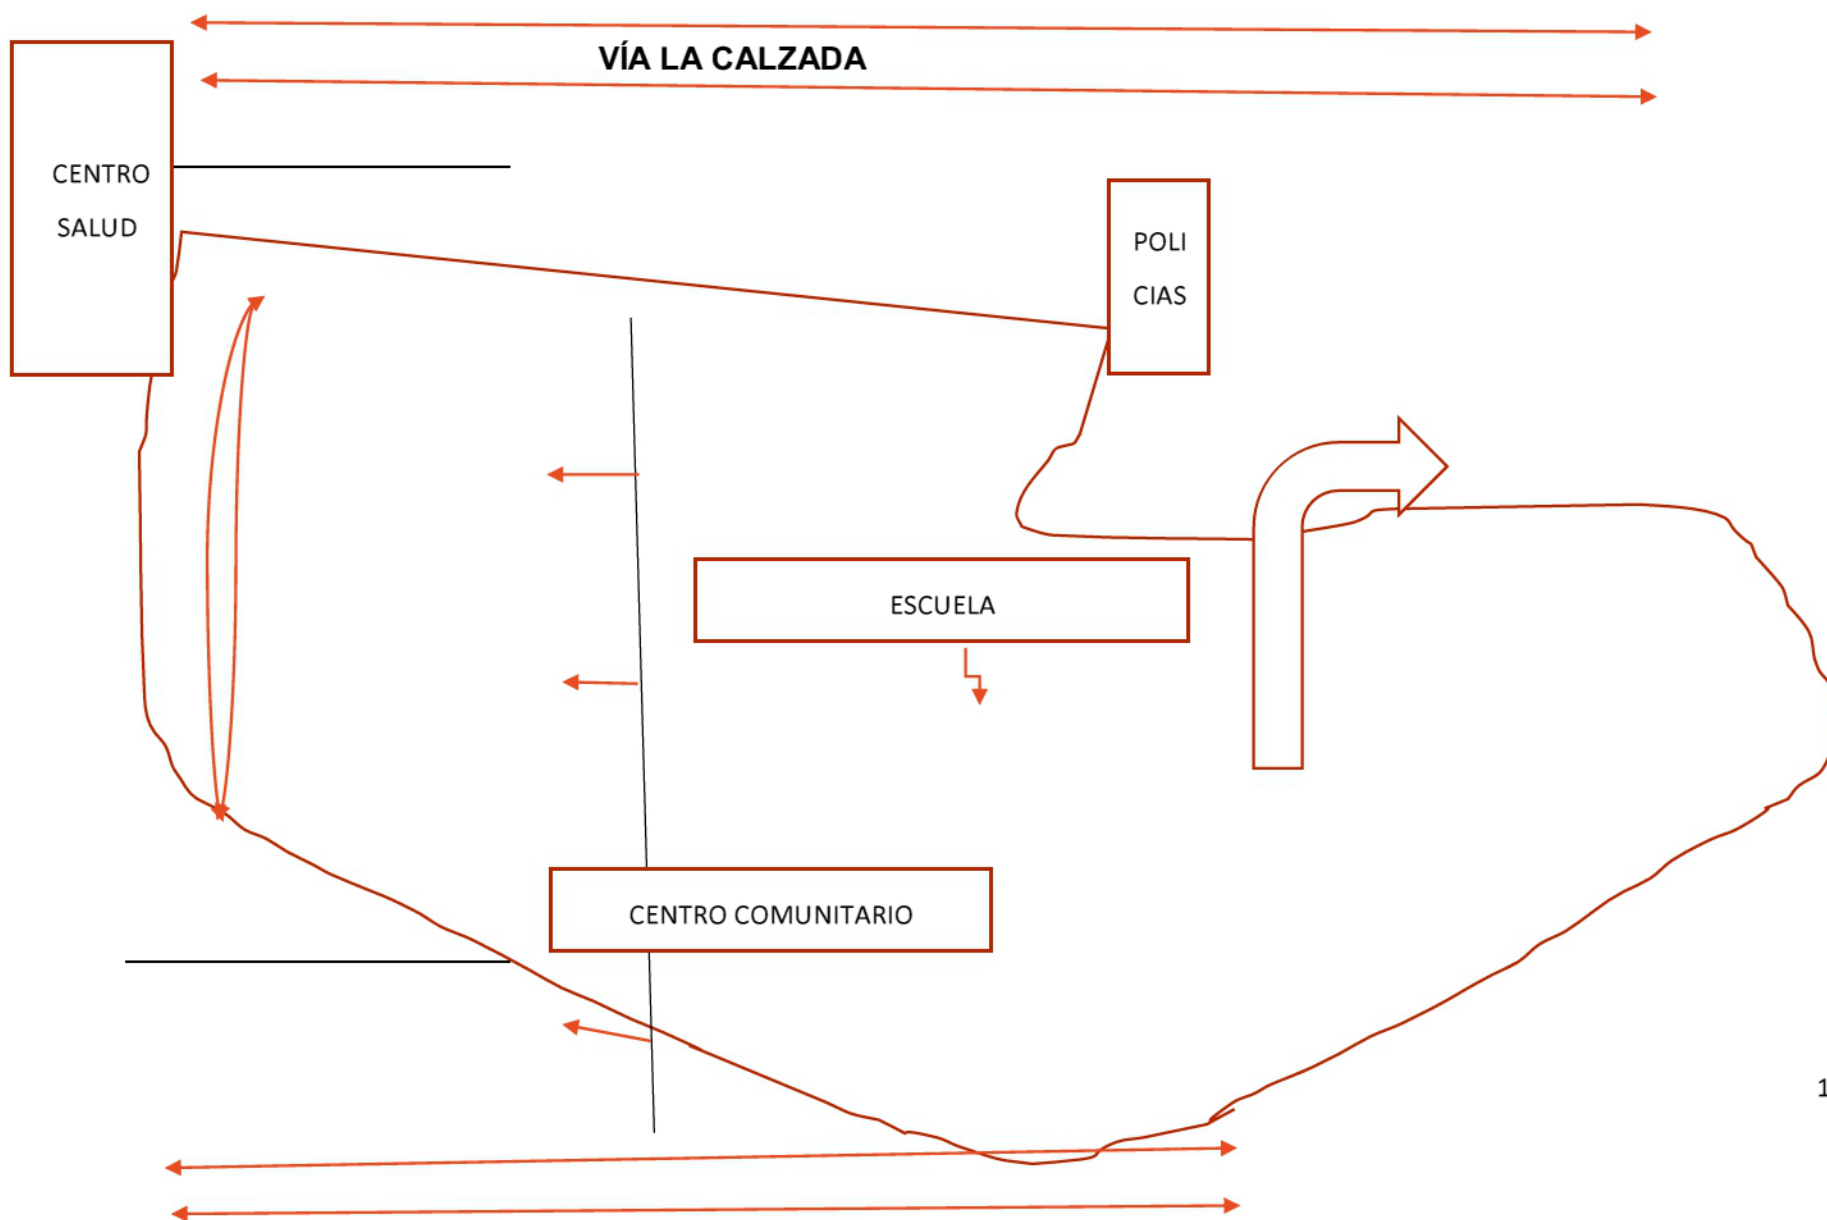 VÍA LA CALZADA
CENTRO
SALUD
POLI
CIAS
ESCUELA
CENTRO COMUNITARIO
1